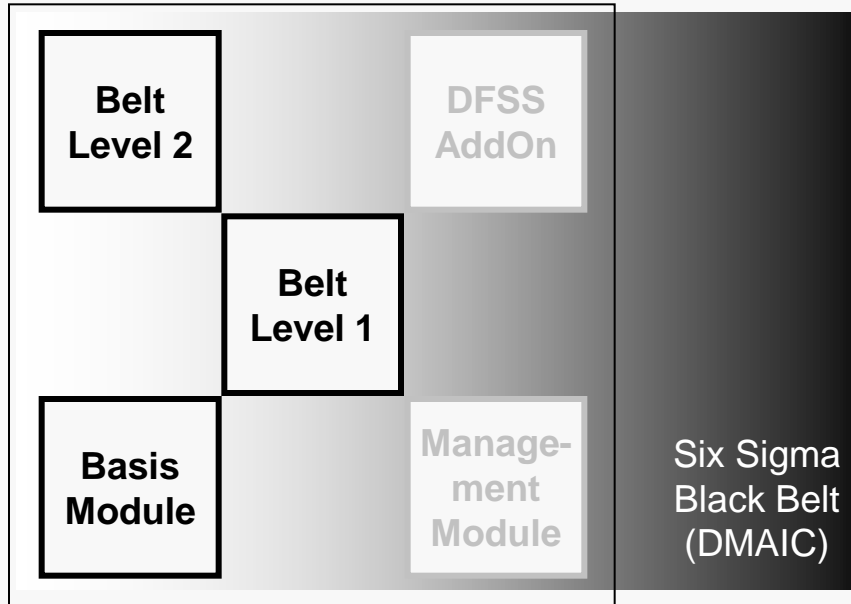 Belt
Level 2
DFSS
AddOn
Belt
Level 1
Basis
Module
Manage-
ment
Module
Six Sigma
Black Belt
(DMAIC)